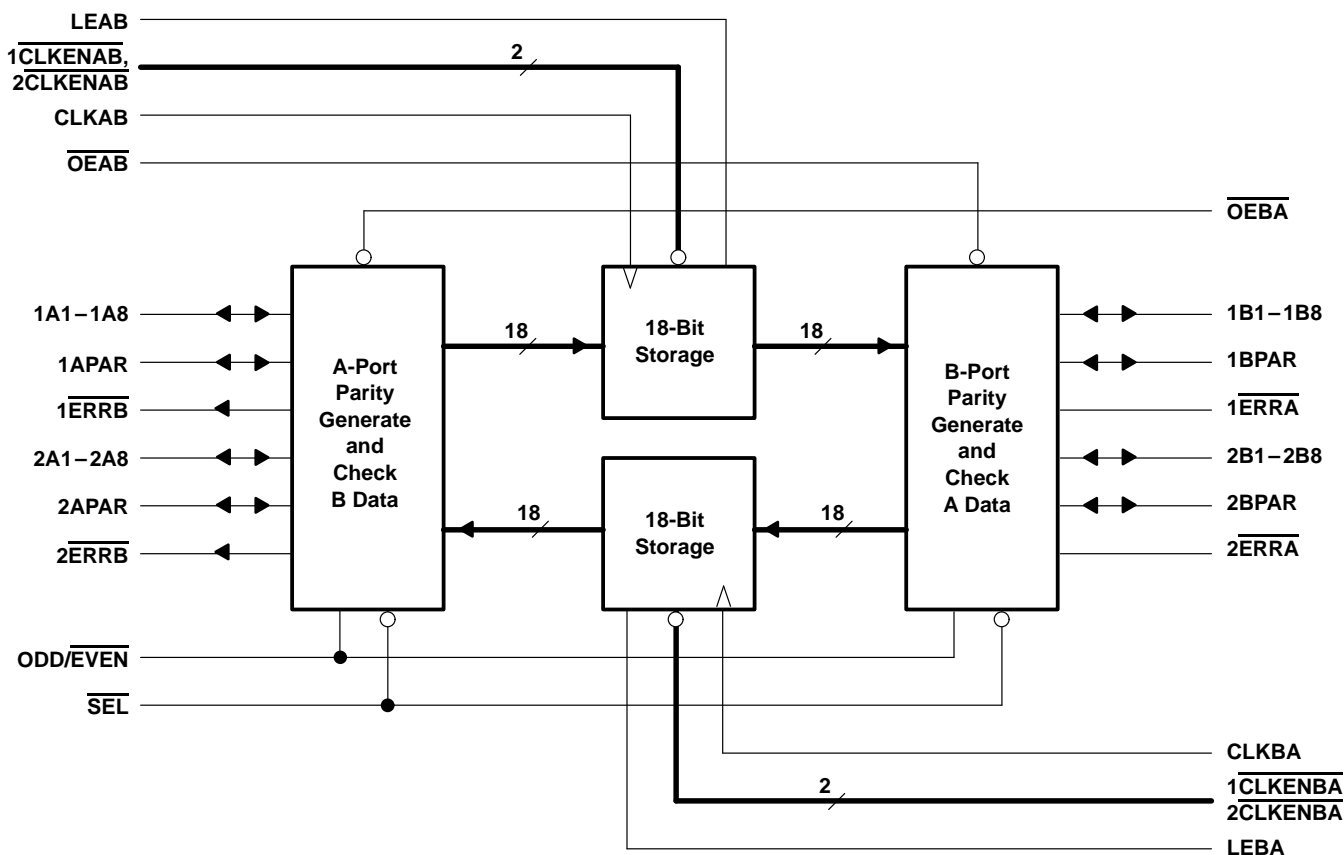 LEAB
1CLKENAB,
2CLKENAB
2
CLKAB
OEAB
OEBA
1A1–1A8
1APAR
1ERRB
2A1–2A8
2APAR
2ERRB
A-Port
Parity
Generate
and
Check
B Data
18
18-Bit
Storage
18
18
18-Bit
Storage
18
B-Port
Parity
Generate
and
Check
A Data
1B1–1B8
1BPAR
1ERRA
2B1–2B8
2BPAR
2ERRA
ODD/EVEN
SEL
CLKBA
2
1CLKENBA
2CLKENBA
LEBA